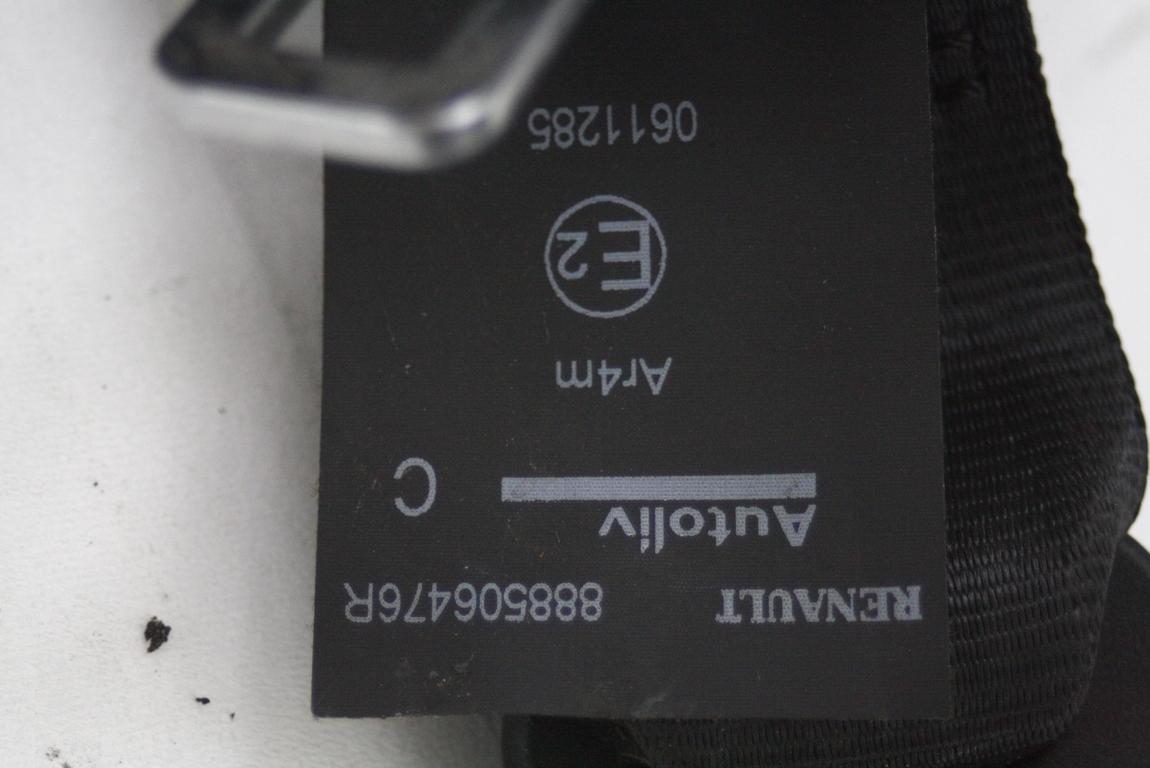 RENAULT 888506476R
Autoliv
C
Ar4m
E2
0611285